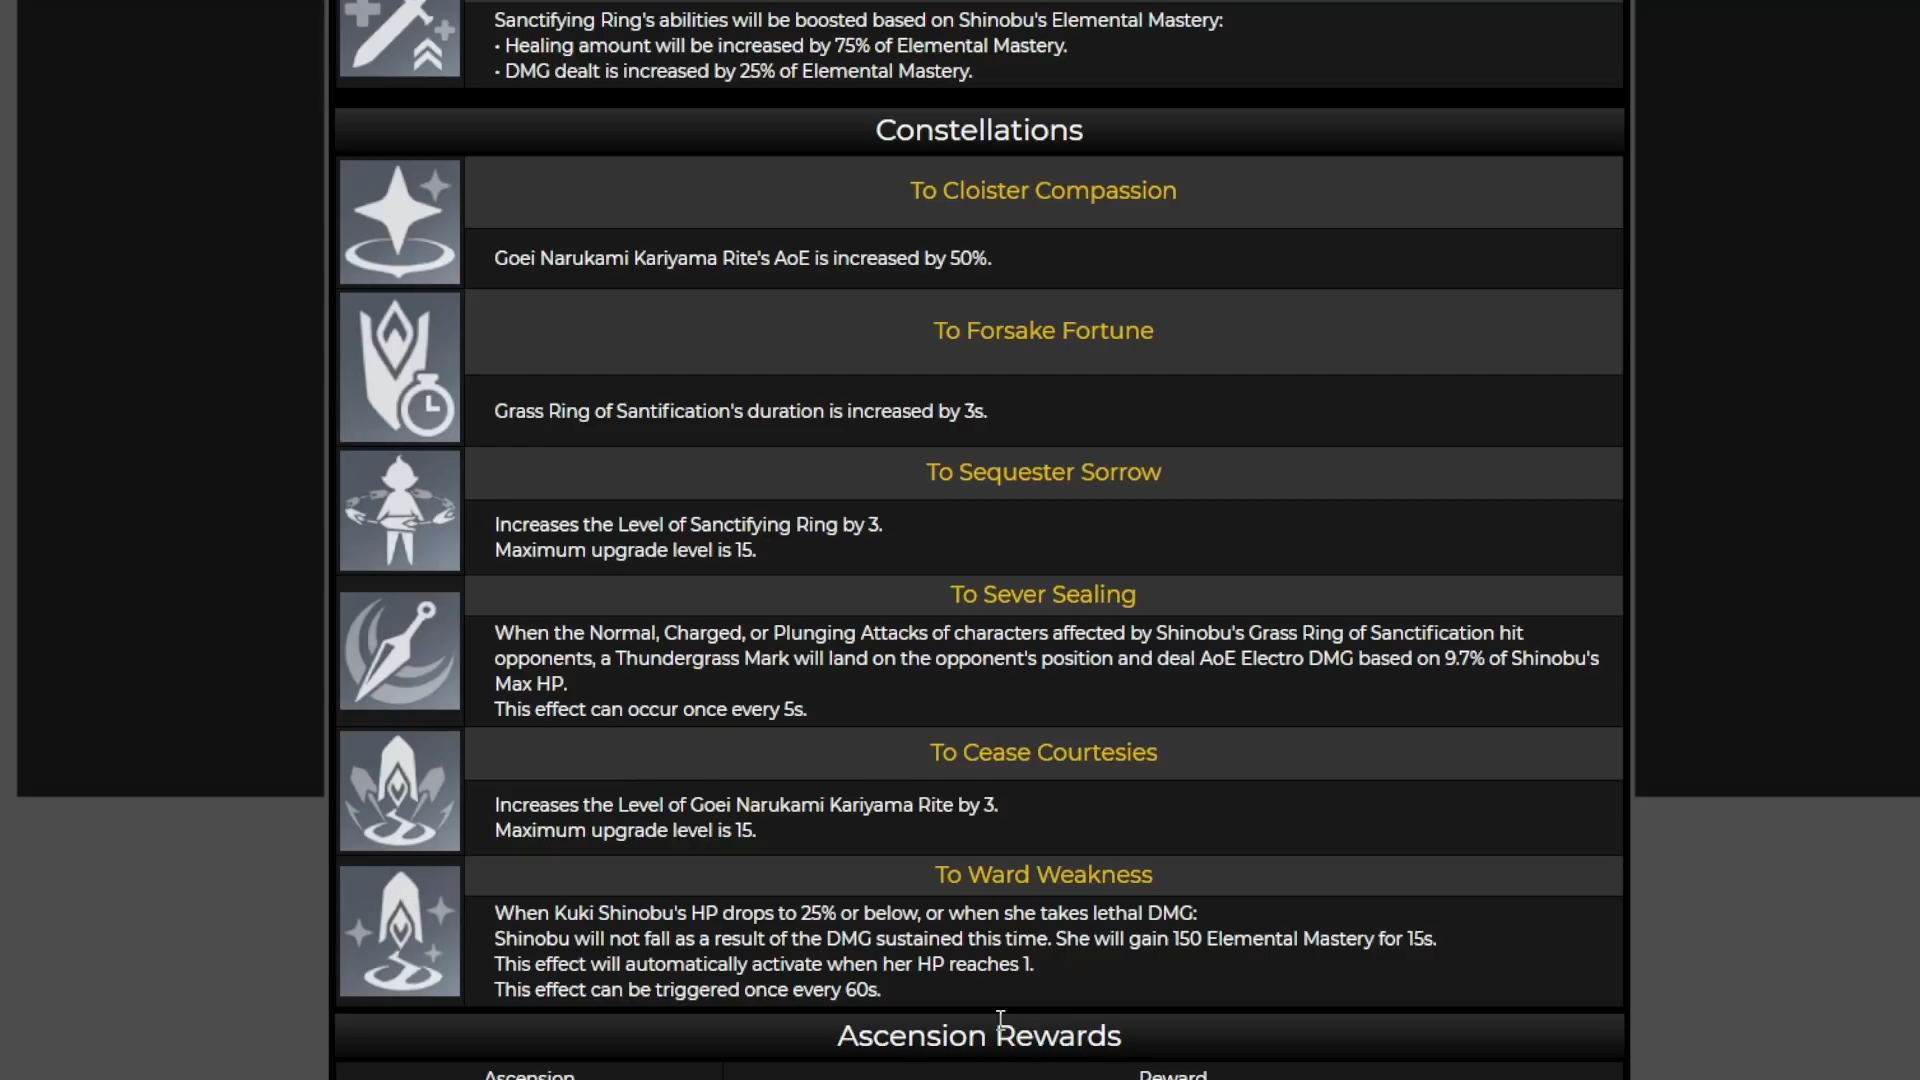 Sanctifying Ring's abilities will be boosted based on Shinobu's Elemental Mastery:
• Healing amount will be increased by 75% of Elemental Mastery.
• DMG dealt is increased by 25% of Elemental Mastery.
Constellations
To Cloister Compassion
Goei Narukami Kariyama Rite's AoE is increased by 50%.
To Forsake Fortune
Grass Ring of Santification's duration is increased by 3s.
To Sequester Sorrow
Increases the Level of Sanctifying Ring by 3.
Maximum upgrade level is 15.
To Sever Sealing
When the Normal, Charged, or Plunging Attacks of characters affected by Shinobu's Grass Ring of Sanctification hit
opponents, a Thundergrass Mark will land on the opponent's position and deal AoE Electro DMG based on 9.7% of Shinobu's
Max HP.
This effect can occur once every 5s.
To Cease Courtesies
Increases the Level of Goei Narukami Kariyama Rite by 3.
Maximum upgrade level is 15.
To Ward Weakness
When Kuki Shinobu's HP drops to 25% or below, or when she takes lethal DMG:
Shinobu will not fall as a result of the DMG sustained this time. She will gain 150 Elemental Mastery for 15s.
This effect will automatically activate when her HP reaches 1.
This effect can be triggered once every 60s.
Ascension Rewards
Ascension Reward